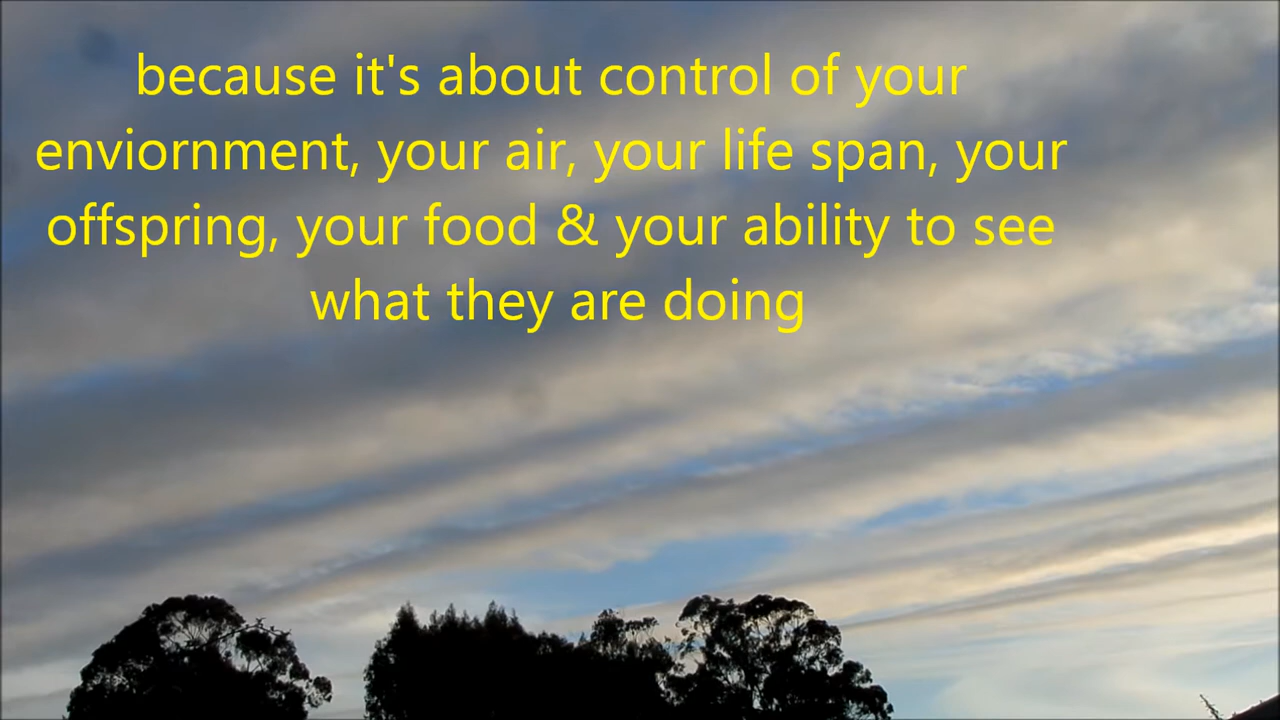 because it's about control of your
enviornment, your air, your life span, your
offspring, your food & your ability to see
what they are doing